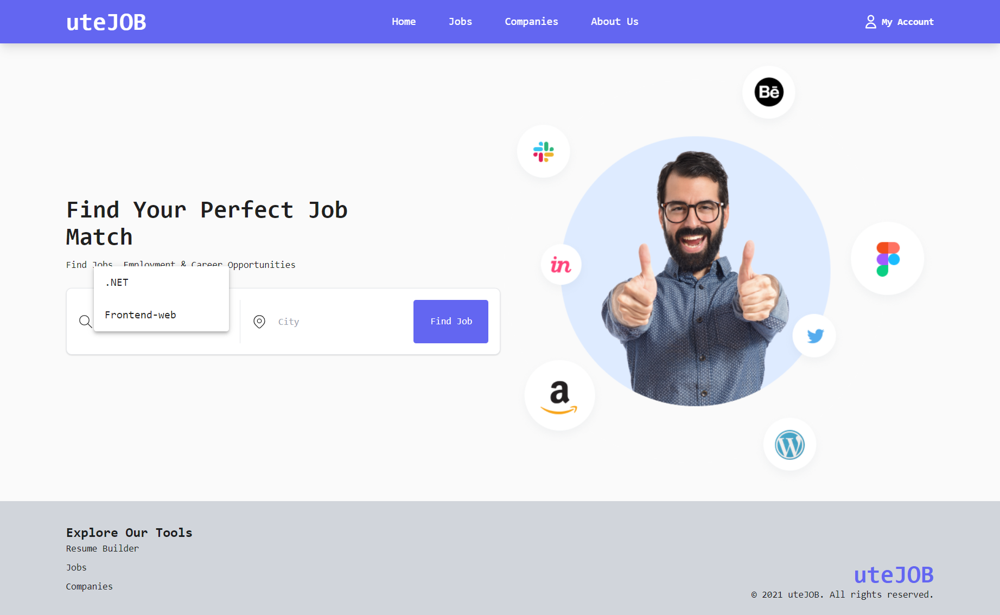 uteJOB
Home Jobs Companies About Us
My Account
Bē
Find Your Perfect Job
Match
Find Jobs, Employment & Career Opportunities
.NET
Frontend-web
City
Find Job
in
a
W
Explore Our Tools
Resume Builder
Jobs
Companies
uteJOB
© 2021 uteJOB. All rights reserved.